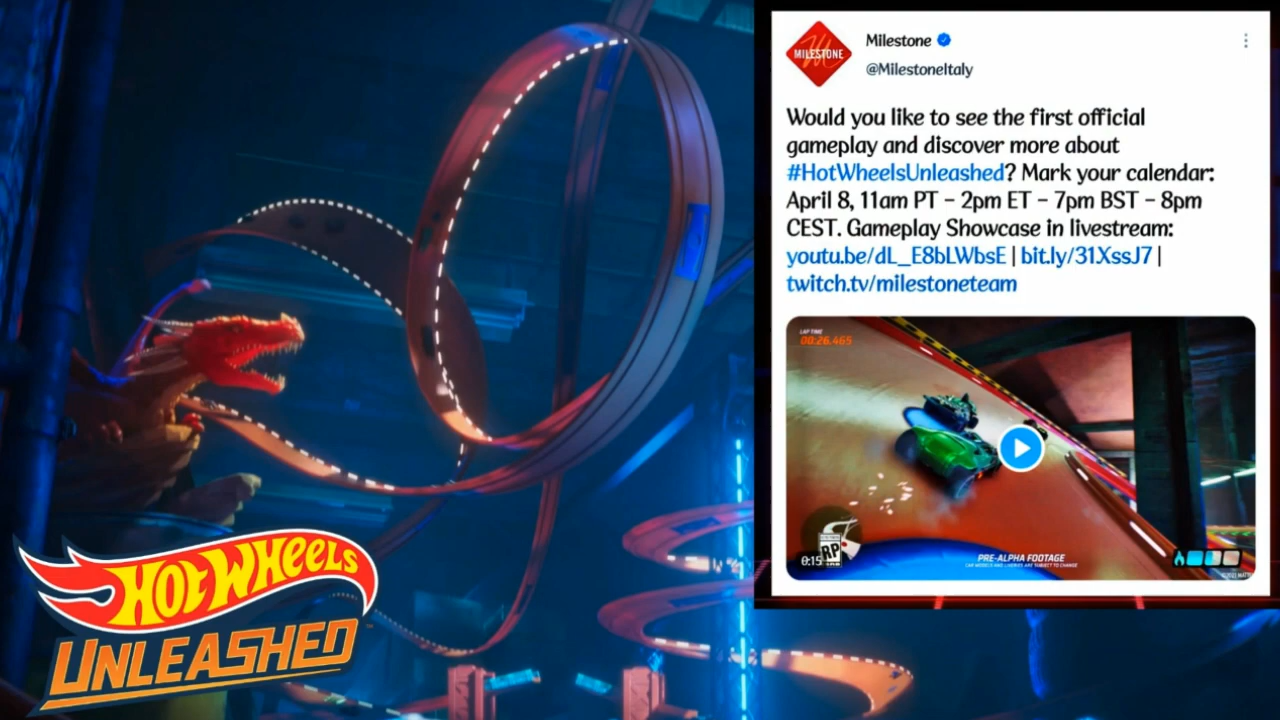 HOT WHEELS
UNLEASHED
MILESTONE
Milestone
@MilestoneItaly
Would you like to see the first official
gameplay and discover more about
#HotWheelsUnleashed? Mark your calendar:
April 8, 11am PT – 2pm ET – 7pm BST – 8pm
CEST. Gameplay Showcase in livestream:
youtu.be/dL_E8bLWbsE | bit.ly/31XssJ7 |
twitch.tv/milestoneteam
LAP TIME
00:26.465
0:15
RP
PRE-ALPHA FOOTAGE
CAR MODELS AND LIVERIES ARE SUBJECT TO CHANGE